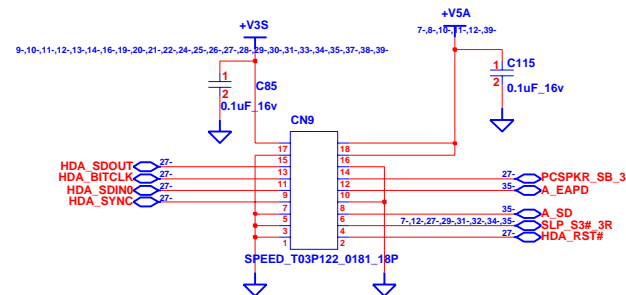 +V3S
+V5A
9-,10-,11-,12-,13-,14-,16-,19-,20-,21-,22-,24-,25-,26-,27-,28-,29-,30-,31-,33-,34-,35-,37-,38-,39-
7-,8-,10-,11-,12-,39-
1
C85
2
0.1uF_16v
1
C115
2
0.1uF_16v
CN9
17
18
15
16
13
14
11
12
9
10
7
8
5
6
3
4
1
2
HDA_SDOUT
27-
HDA_BITCLK
27-
HDA_SDIN0
27-
HDA_SYNC
27-
27-
PCSPKR_SB_3
35-
A_EAPD
35-
A_SD
7-,12-,27-,29-,31-,32-,34-,35-
SLP_S3#_3R
27-
HDA_RST#
SPEED_T03P122_0181_18P